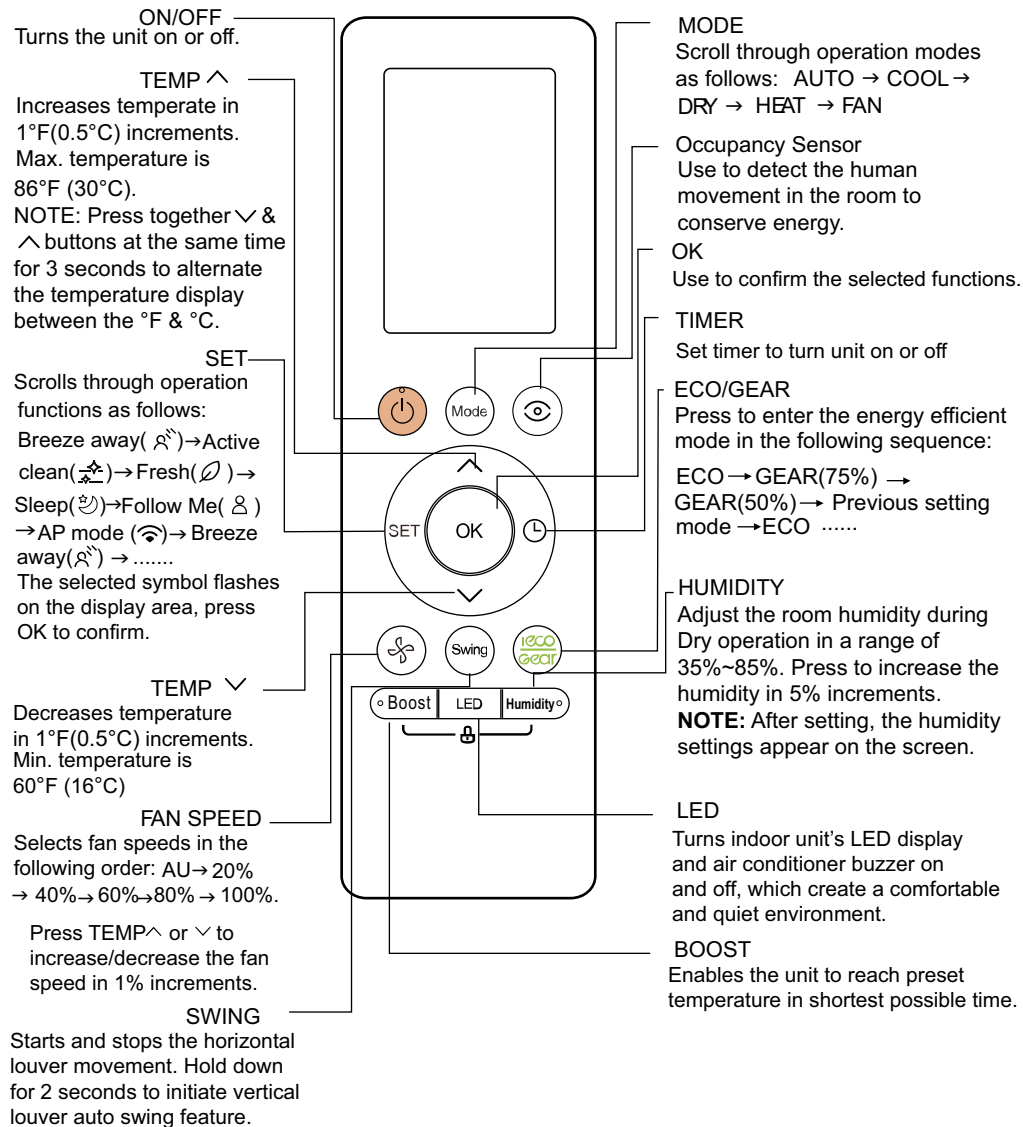 ON/OFF
Turns the unit on or off.
TEMP ∧
Increases temperate in
1°F(0.5°C) increments.
Max. temperature is
86°F (30°C).
NOTE: Press together ∨ &
∧ buttons at the same time
for 3 seconds to alternate
the temperature display
between the °F & °C.
SET
Scrolls through operation
functions as follows:
Breeze away( )→Active
clean( )→Fresh( )→
Sleep( )→Follow Me( )
→AP mode ( )→ Breeze
away( ) → .......
The selected symbol flashes
on the display area, press
OK to confirm.
TEMP ∨
Decreases temperature
in 1°F(0.5°C) increments.
Min. temperature is
60°F (16°C)
FAN SPEED
Selects fan speeds in the
following order: AU→20%
→ 40%→60%→80% → 100%.
Press TEMP∧ or ∨ to
increase/decrease the fan
speed in 1% increments.
SWING
Starts and stops the horizontal
louver movement. Hold down
for 2 seconds to initiate vertical
louver auto swing feature.
Mode
SET
OK
Swing
ieco
Gear
Boost
LED
Humidity
MODE
Scroll through operation modes
as follows: AUTO → COOL→
DRY → HEAT → FAN
Occupancy Sensor
Use to detect the human
movement in the room to
conserve energy.
OK
Use to confirm the selected functions.
TIMER
Set timer to turn unit on or off
ECO/GEAR
Press to enter the energy efficient
mode in the following sequence:
ECO→GEAR(75%) →
GEAR(50%)→ Previous setting
mode →ECO ......
HUMIDITY
Adjust the room humidity during
Dry operation in a range of
35%~85%. Press to increase the
humidity in 5% increments.
NOTE: After setting, the humidity
settings appear on the screen.
LED
Turns indoor unit's LED display
and air conditioner buzzer on
and off, which create a comfortable
and quiet environment.
BOOST
Enables the unit to reach preset
temperature in shortest possible time.